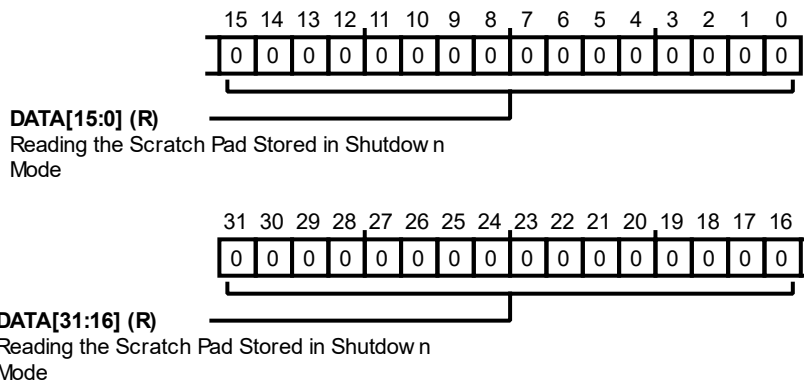 15 14 13 12 11 10 9 8 7 6 5 4 3 2 1 0
0 0 0 0 0 0 0 0 0 0 0 0 0 0 0 0
DATA[15:0] (R)
Reading the Scratch Pad Stored in Shutdow n
Mode
31 30 29 28 27 26 25 24 23 22 21 20 19 18 17 16
0 0 0 0 0 0 0 0 0 0 0 0 0 0 0 0
DATA[31:16] (R)
Reading the Scratch Pad Stored in Shutdow n
Mode